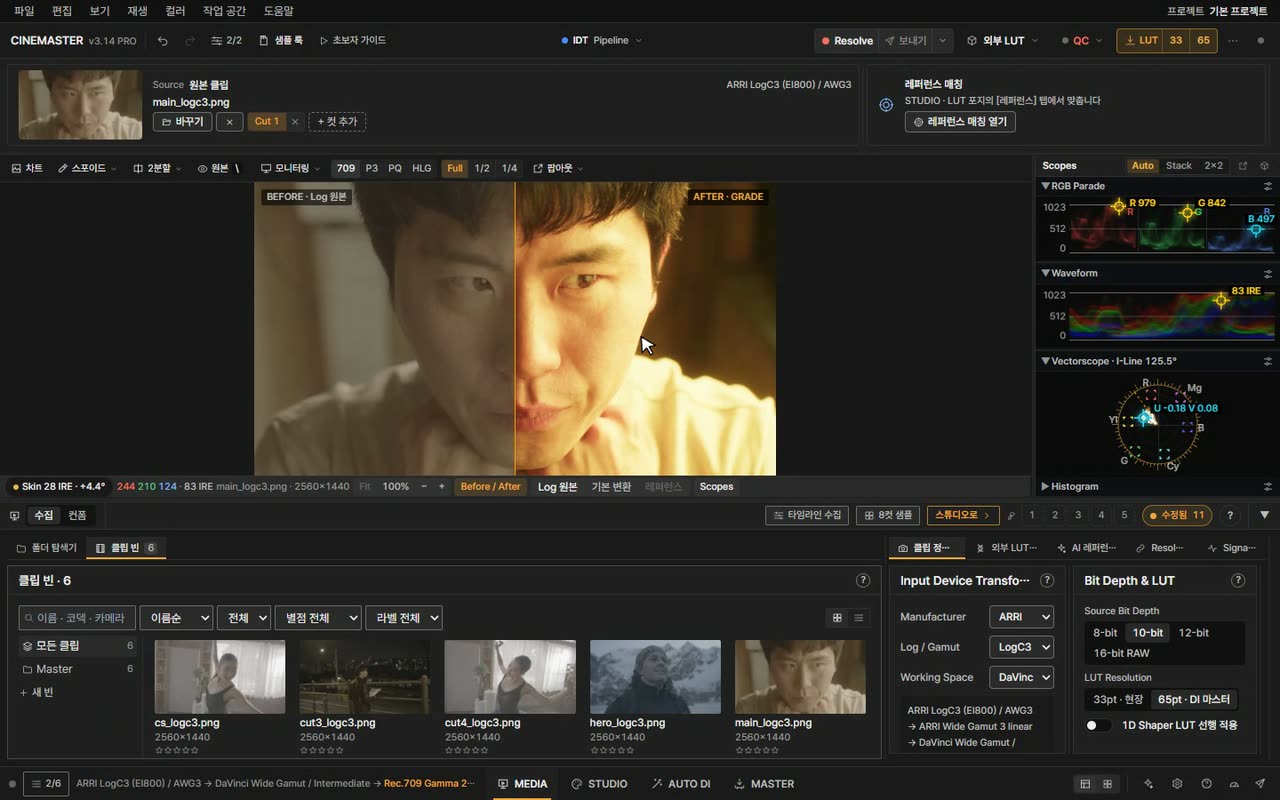 파일 편집 보기 재생 컬러 작업 공간 도움말
프로젝트 기본 프로젝트
CINEMASTER v3.14 PRO
2/2 샘플 룩 초보자 가이드
IDT Pipeline
Resolve 보내기 외부 LUT QC LUT 33 65
Source 원본 클립
main_logc3.png
ARRI LogC3 (EI800) / AWG3
바꾸기 × Cut 1 × + 컷 추가
레퍼런스 매칭
STUDIO · LUT 포지의 [레퍼런스] 탭에서 맞춥니다
레퍼런스 매칭 열기
차트 스포이드 2분할 원본 \ 모니터링 709 P3 PQ HLG Full 1/2 1/4 팝아웃
BEFORE · Log 원본
AFTER · GRADE
Scopes Auto Stack 2×2
RGB Parade
1023
512
0
R 979
R
G 842
G
B
B 497
Waveform
1023
512
0
83 IRE
Vectorscope · I-Line 125.5°
R
Mg
U -0.18 V 0.08
Yl
B
G
Cy
Histogram
Skin 28 IRE · +4.4° 244 210 124 · 83 IRE main_logc3.png · 2560×1440 Fit 100% − + Before / After Log 원본 기본 변환 레퍼런스 Scopes
수집 컨폼
타임라인 수집 8컷 샘플 스튜디오로 1 2 3 4 5 수정됨 11 ?
폴더 탐색기 클립 빈 6
클립 정⋯ 외부 LUT⋯ AI 레퍼런⋯ Resol⋯ Signa⋯
클립 빈 · 6 ?
이름 · 코덱 · 카메라 이름순 전체 별점 전체 라벨 전체
모든 클립 6
Master 6
+ 새 빈
cs_logc3.png
2560×1440
cut3_logc3.png
2560×1440
cut4_logc3.png
2560×1440
hero_logc3.png
2560×1440
main_logc3.png
2560×1440
Input Device Transfo⋯ ?
Manufacturer ARRI
Log / Gamut LogC3
Working Space DaVinc
ARRI LogC3 (EI800) / AWG3
→ ARRI Wide Gamut 3 linear
→ DaVinci Wide Gamut /
Bit Depth & LUT ?
Source Bit Depth
8-bit 10-bit 12-bit
16-bit RAW
LUT Resolution
33pt · 현장 65pt · DI 마스터
1D Shaper LUT 선행 적용
2/6 ARRI LogC3 (EI800) / AWG3 → DaVinci Wide Gamut / Intermediate → Rec.709 Gamma 2⋯
MEDIA STUDIO AUTO DI MASTER